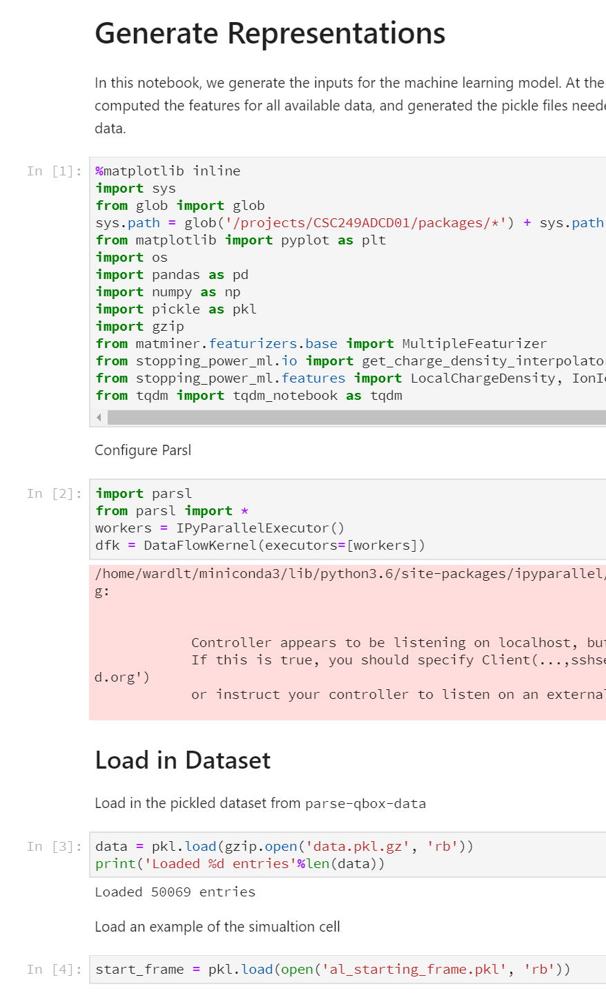 Generate Representations
In this notebook, we generate the inputs for the machine learning model. At the
computed the features for all available data, and generated the pickle files
data.
In [1]:
%matplotlib inline
import sys
from glob import glob
sys.path = glob('/projects/CSC249ADCD01/packages/*') + sys.path
from matplotlib import pyplot as plt
import os
import pandas as pd
import numpy as np
import pickle as pkl
import gzip
from matminer.featurizers.base import MultipleFeaturizer
from stopping_power_ml.io import
from stopping_power_ml.features import LocalChargeDensity,
from tqdm import tqdm_notebook as tqdm
Configure Parsl
In [2]:
import parsl
from parsl import *
workers = IPyParallelExecutor()
dfk = DataFlowKernel(executors=[workers])
/home/wardlt/miniconda3/lib/python3.6/site-packages/ipyparallel/
g:
Controller appears to be listening on localhost,
If this is true, you should specify Client(...,
d.org')
or instruct your controller to listen on an
Load in Dataset
Load in the pickled dataset from parse-qbox-data
In [3]:
data = pkl.load(gzip.open('data.pkl.gz', 'rb'))
print('Loaded %d entries'%len(data))
Loaded 50069 entries
Load an example of the simualtion cell
In [4]:
start_frame = pkl.load(open('al_starting_frame.pkl', 'rb'))